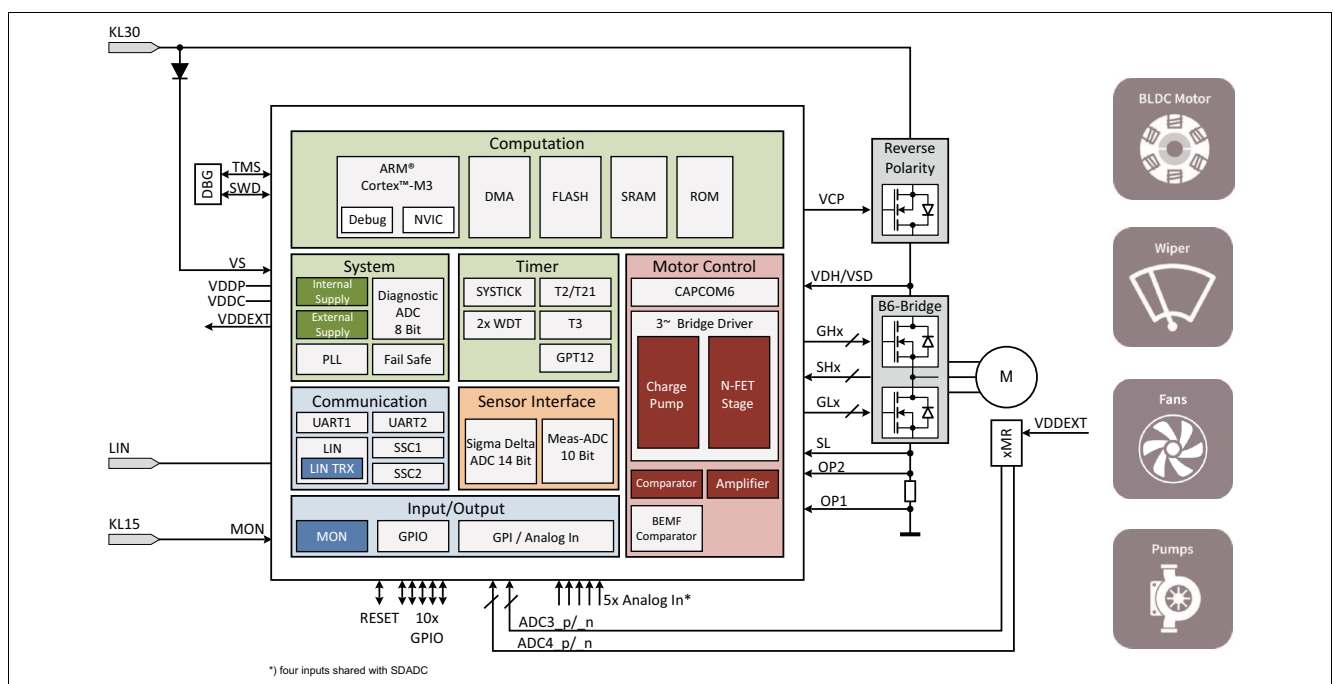 KL30
BLDC Motor
Computation
ARM®
Cortex™-M3
Debug
NVIC
DMA
FLASH
SRAM
ROM
DBG
TMS
SWD
VCP
Reverse
Polarity
Wiper
VS
VDDP
VDDC
VDDEXT
System
Internal
Supply
External
Supply
Diagnostic
ADC
8 Bit
PLL
Fail Safe
Timer
SYSTICK
T2/T21
2x WDT
T3
GPT12
Motor Control
CAPCOM6
3~ Bridge Driver
Charge
Pump
N-FET
Stage
Comparator
Amplifier
BEMF
Comparator
VDH/VSD
B6-Bridge
GHx
SHx
GLx
M
SL
OP2
OP1
xMR
VDDEXT
Fans
Communication
UART1
UART2
LIN
LIN TRX
SSC1
SSC2
Sensor Interface
Sigma Delta
ADC 14 Bit
Meas-ADC
10 Bit
LIN
KL15
MON
Input/Output
MON
GPIO
GPI / Analog In
Pumps
RESET
10x
GPIO
5x Analog In*
ADC3_p/_n
ADC4_p/_n
*) four inputs shared with SDADC